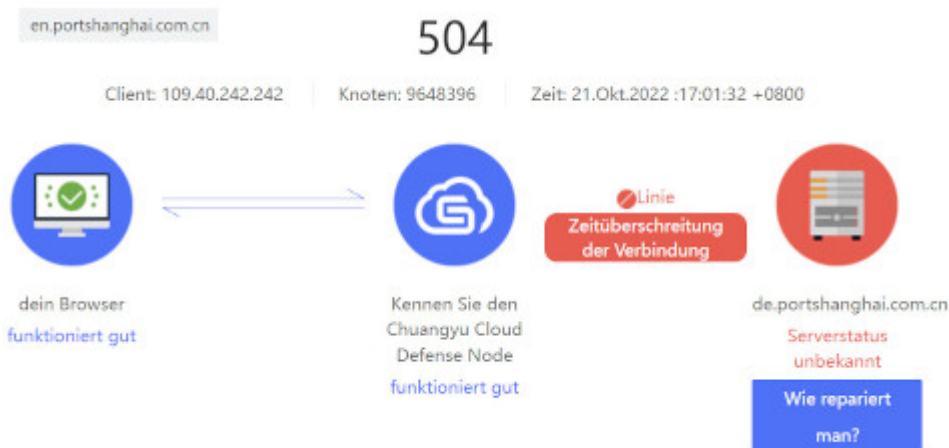 en.portshanghai.com.cn
504
Client: 109.40.242.242 Knoten: 9648396 Zeit: 21.Okt.2022 :17:01:32 +0800
Linie
Zeitüberschreitung
der Verbindung
dein Browser
funktioniert gut
Kennen Sie den
Chuangyu Cloud
Defense Node
funktioniert gut
de.portshanghai.com.cn
Serverstatus
unbekannt
Wie repariert
man?